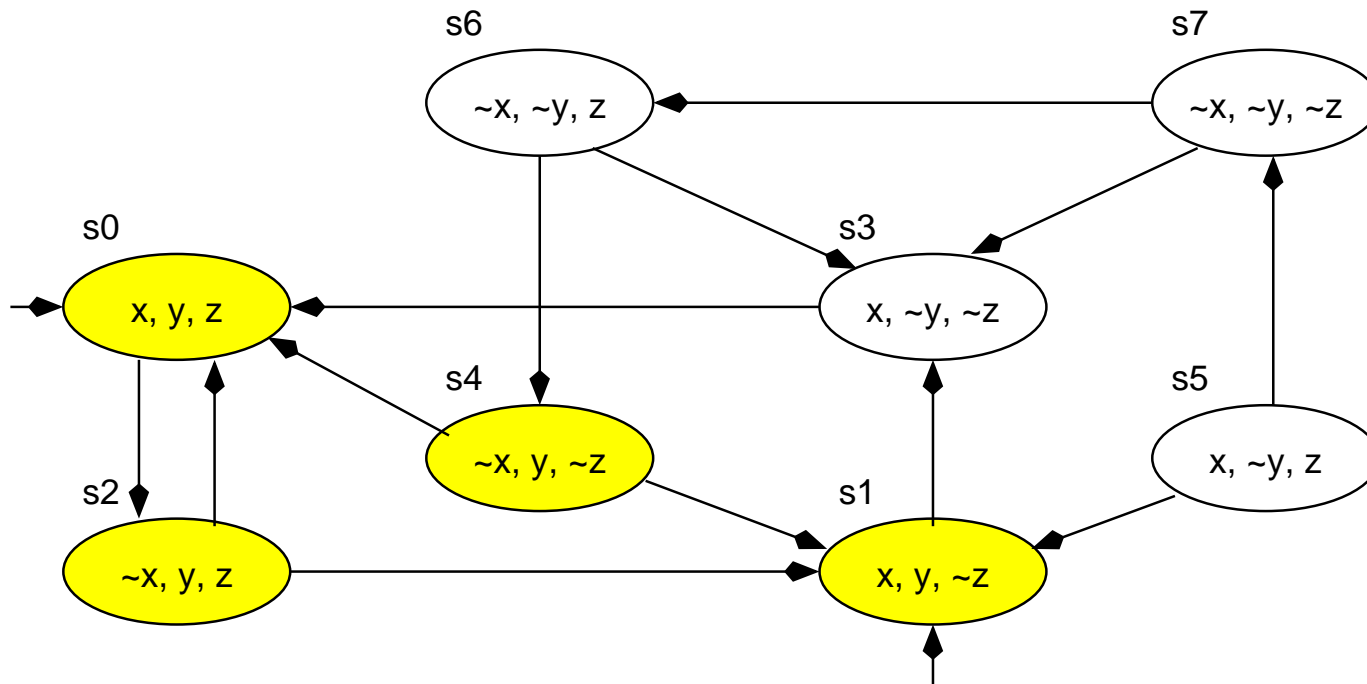 s6
s7
~x, ~y, z
~x, ~y, ~z
s0
s3
x, y, z
x, ~y, ~z
s4
s5
~x, y, ~z
x, ~y, z
s2
s1
~x, y, z
x, y, ~z